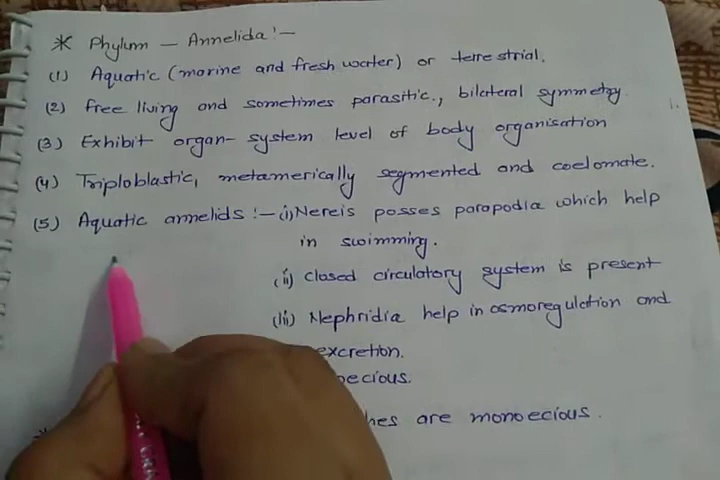 * Phylum - Annelida :-
(1) Aquatic (marine and fresh water) or terrestrial.
(2) free living and sometimes parasitic., bilateral symmetry.
(3) Exhibit organ-system level of body organisation
(4) Triploblastic, metamerically segmented and coelomate.
(5) Aquatic annelids :- (i) Nereis posses parapodia which help
in swimming.
(ii) closed circulatory system is present
(iii) Nephridia help in osmoregulation and
excretion.
oecious.
hes are monoecious.